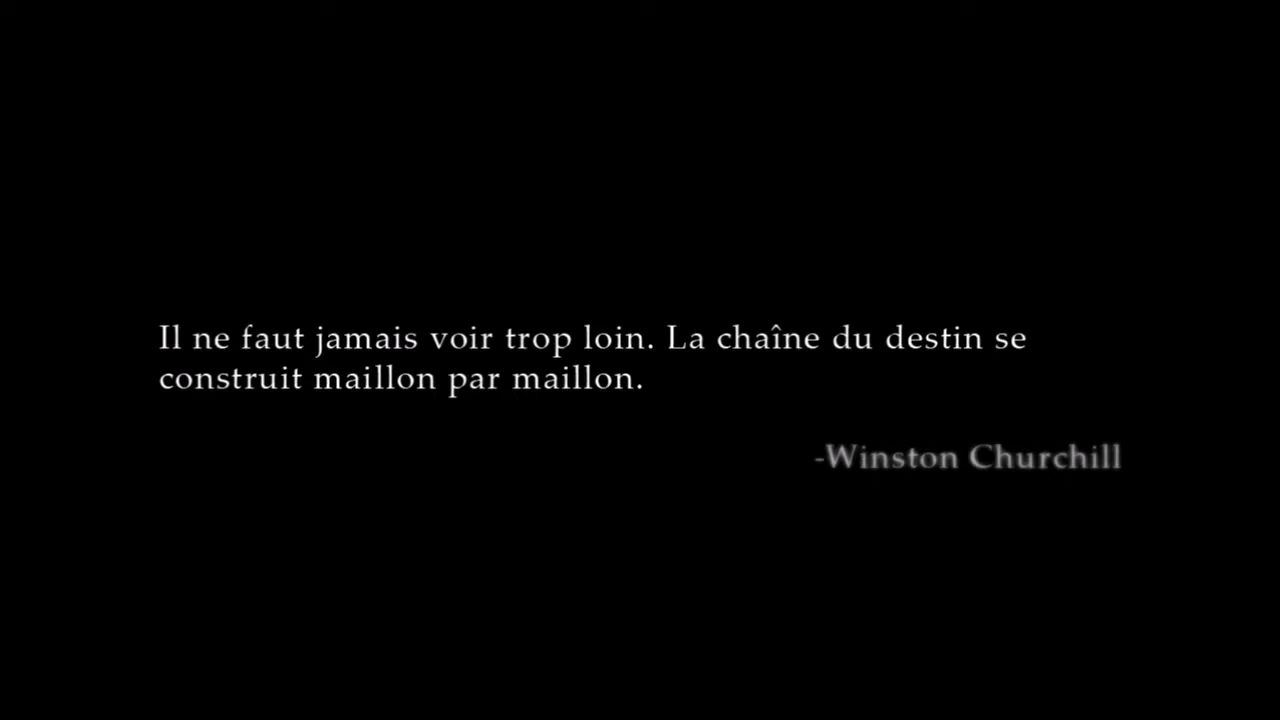 Il ne faut jamais voir trop loin. La chaîne du destin se
construit maillon par maillon.
-Winston Churchill